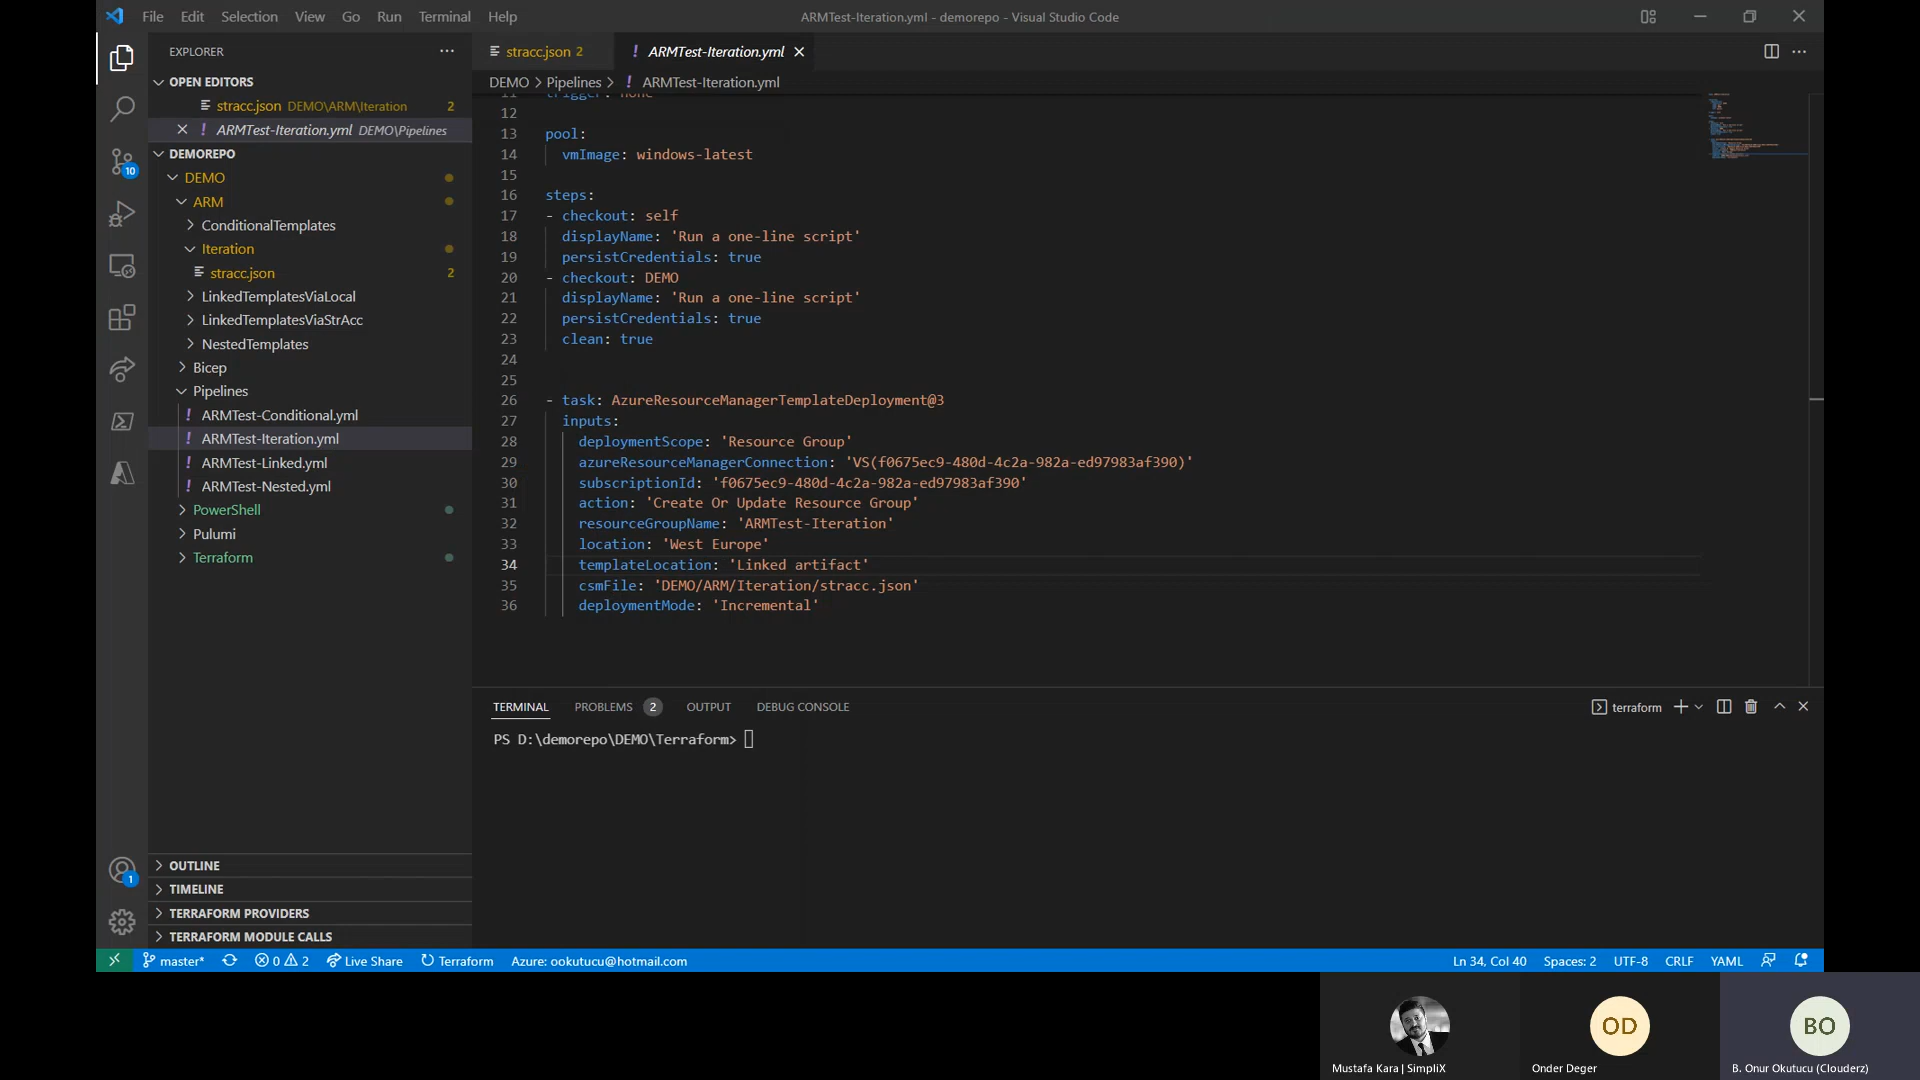 File Edit Selection View Go Run Terminal Help
ARMTest-Iteration.yml - demorepo - Visual Studio Code
EXPLORER
OPEN EDITORS
stracc.json DEMO\ARM\Iteration 2
ARMTest-Iteration.yml DEMO\Pipelines
DEMOREPO
DEMO
ARM
ConditionalTemplates
Iteration
stracc.json 2
LinkedTemplatesViaLocal
LinkedTemplatesViaStrAcc
NestedTemplates
Bicep
Pipelines
ARMTest-Conditional.yml
ARMTest-Iteration.yml
ARMTest-Linked.yml
ARMTest-Nested.yml
PowerShell
Pulumi
Terraform
OUTLINE
TIMELINE
TERRAFORM PROVIDERS
TERRAFORM MODULE CALLS
10
1
stracc.json 2
ARMTest-Iteration.yml
DEMO > Pipelines > ! ARMTest-Iteration.yml
11 trigger: none
12
13 pool:
14 vmImage: windows-latest
15
16 steps:
17 - checkout: self
18 displayName: 'Run a one-line script'
19 persistCredentials: true
20 - checkout: DEMO
21 displayName: 'Run a one-line script'
22 persistCredentials: true
23 clean: true
24
25
26 - task: AzureResourceManagerTemplateDeployment@3
27 inputs:
28 deploymentScope: 'Resource Group'
29 azureResourceManagerConnection: 'VS(f0675ec9-480d-4c2a-982a-ed97983af390)'
30 subscriptionId: 'f0675ec9-480d-4c2a-982a-ed97983af390'
31 action: 'Create Or Update Resource Group'
32 resourceGroupName: 'ARMTest-Iteration'
33 location: 'West Europe'
34 templateLocation: 'Linked artifact'
35 csmFile: 'DEMO/ARM/Iteration/stracc.json'
36 deploymentMode: 'Incremental'
TERMINAL PROBLEMS 2 OUTPUT DEBUG CONSOLE
terraform
PS D:\demorepo\DEMO\Terraform>
master* 0 2 Live Share Terraform Azure: ookutucu@hotmail.com
Ln 34, Col 40 Spaces: 2 UTF-8 CRLF YAML
OD
BO
Mustafa Kara | SimpliX
Onder Deger
B. Onur Okutucu (Clouderz)